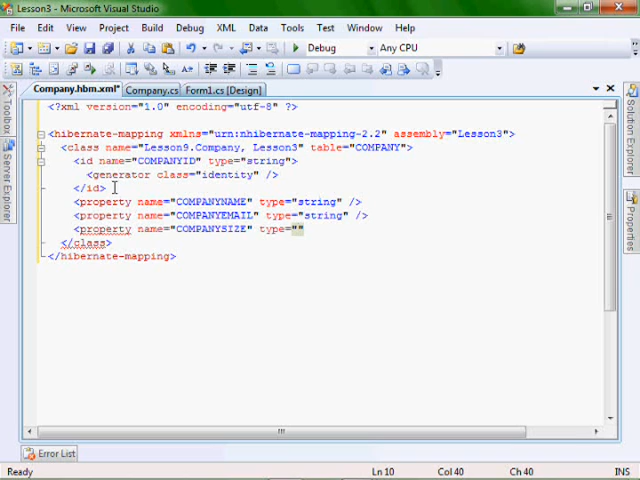 Lesson3 - Microsoft Visual Studio
File Edit View Project Build Debug XML Data Tools Test Window Help
Debug Any CPU
Company.hbm.xml* Company.cs Form1.cs [Design]
Toolbox
Server Explorer
<?xml version="1.0" encoding="utf-8" ?>
<hibernate-mapping xmlns="urn:nhibernate-mapping-2.2" assembly="Lesson3">
<class name="Lesson9.Company, Lesson3" table="COMPANY">
<id name="COMPANYID" type="string">
<generator class="identity" />
</id>
<property name="COMPANYNAME" type="string" />
<property name="COMPANYEMAIL" type="string" />
<property name="COMPANYSIZE" type=""
</class>
</hibernate-mapping>
Solution Explorer
Properties
Error List
Ready Ln 10 Col 40 Ch 40 INS